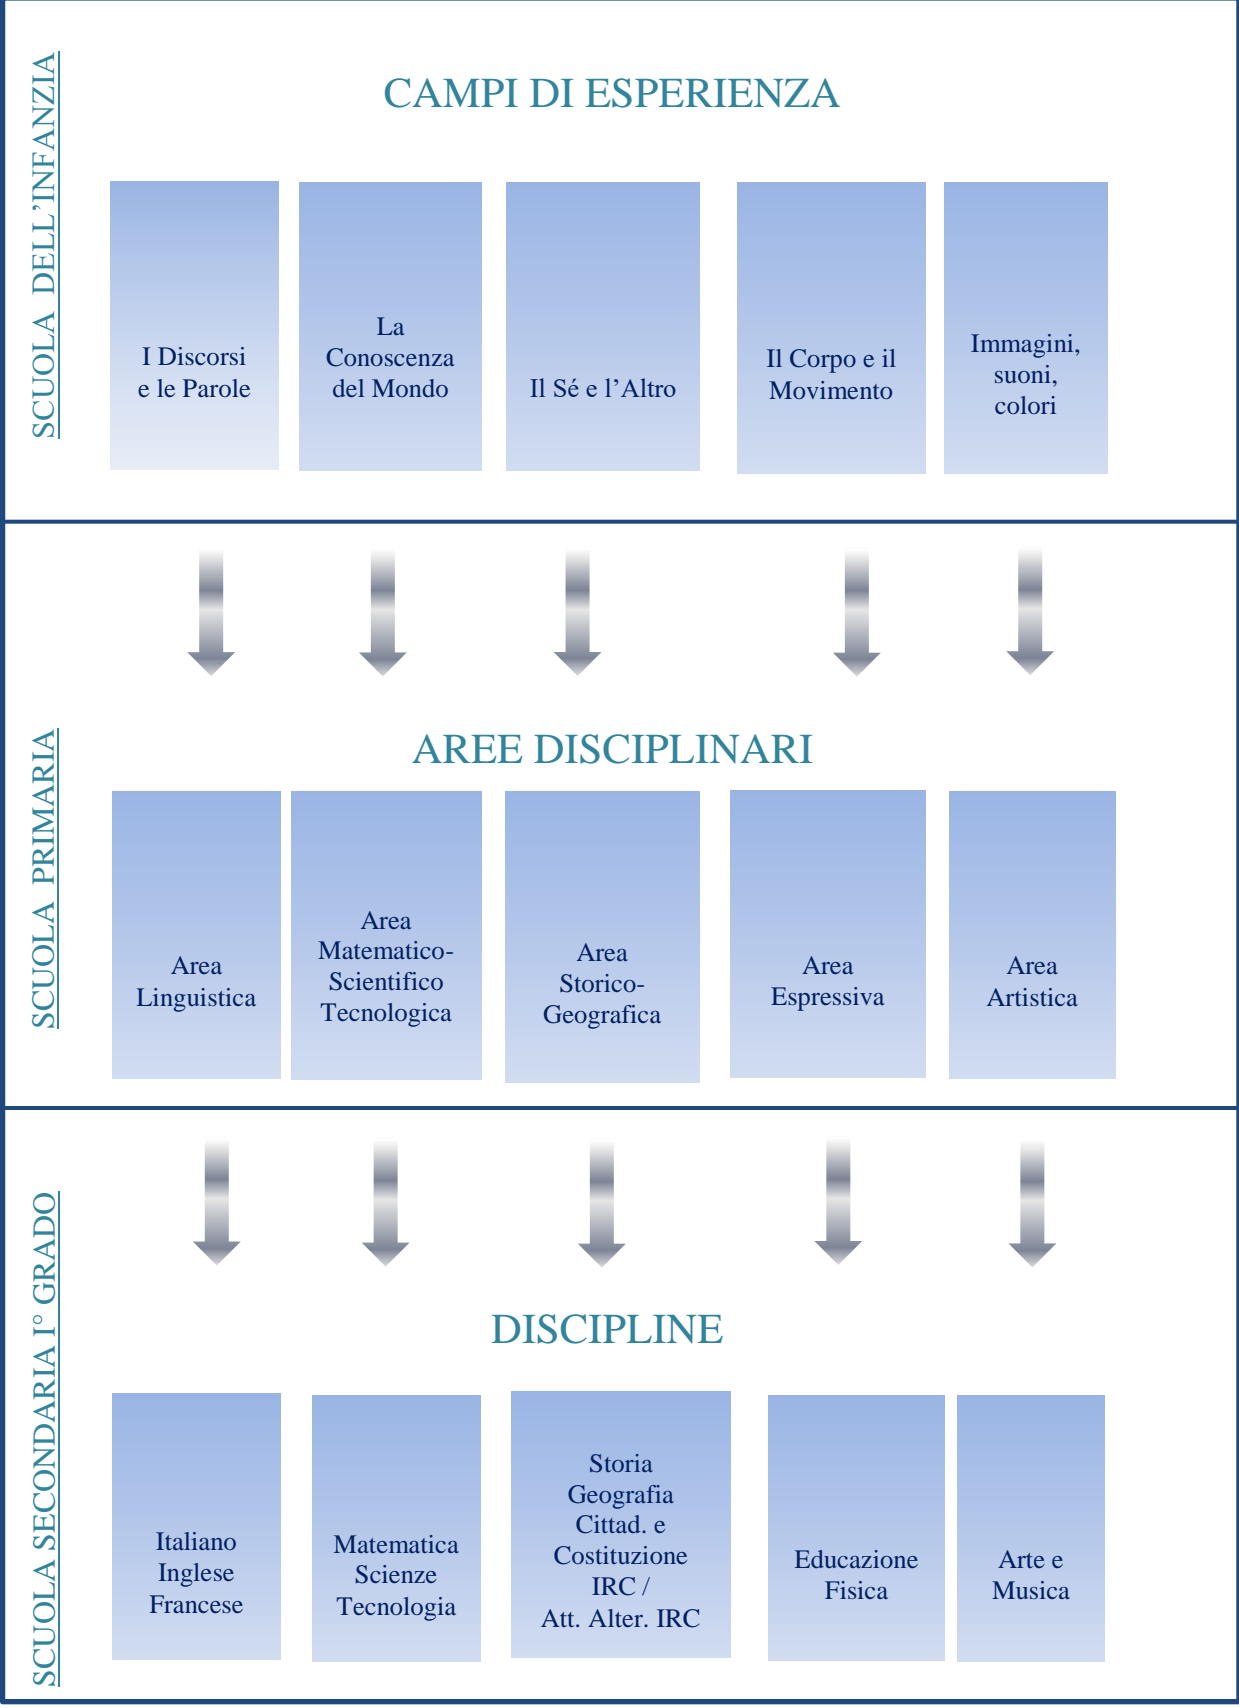 SCUOLA DELL’INFANZIA
CAMPI DI ESPERIENZA
I Discorsi
e le Parole
La
Conoscenza
del Mondo
Il Sé e l’Altro
Il Corpo e il
Movimento
Immagini,
suoni,
colori
SCUOLA PRIMARIA
AREE DISCIPLINARI
Area
Linguistica
Area
Matematico-
Scientifico
Tecnologica
Area
Storico-
Geografica
Area
Espressiva
Area
Artistica
SCUOLA SECONDARIA I° GRADO
DISCIPLINE
Italiano
Inglese
Francese
Matematica
Scienze
Tecnologia
Storia
Geografia
Cittad. e
Costituzione
IRC /
Att. Alter. IRC
Educazione
Fisica
Arte e
Musica